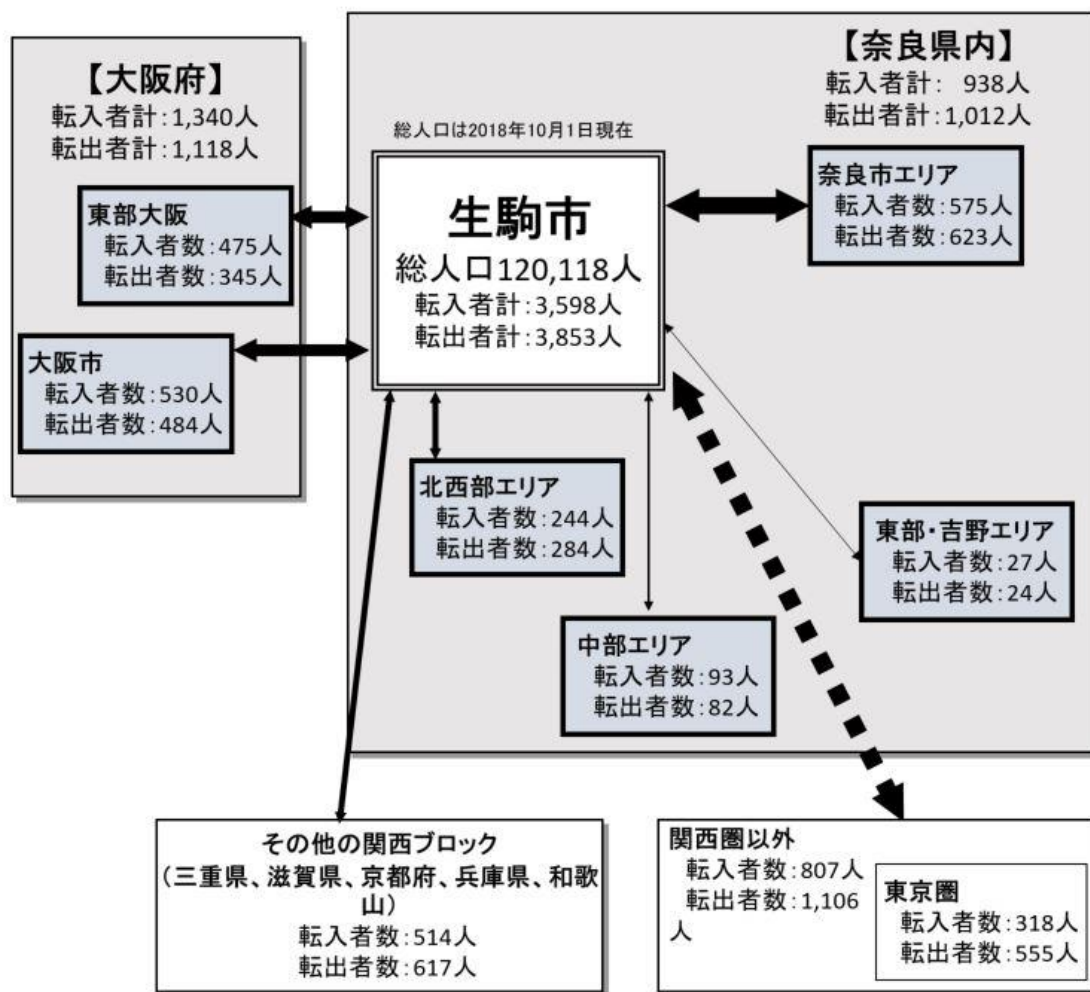 【大阪府】
転入者計:1,340人
転出者計:1,118人
東部大阪
転入者数:475人
転出者数:345人
大阪市
転入者数:530人
転出者数:484人
【奈良県内】
転入者計: 938人
転出者計:1,012人
総人口は2018年10月1日現在
生駒市
総人口120,118人
転入者計:3,598人
転出者計:3,853人
奈良市エリア
転入者数:575人
転出者数:623人
北西部エリア
転入者数:244人
転出者数:284人
東部・吉野エリア
転入者数:27人
転出者数:24人
中部エリア
転入者数:93人
転出者数:82人
その他の関西ブロック
(三重県、滋賀県、京都府、兵庫県、和歌
山)
転入者数:514人
転出者数:617人
関西圏以外
転入者数:807人
転出者数:1,106
人
東京圏
転入者数:318人
転出者数:555人